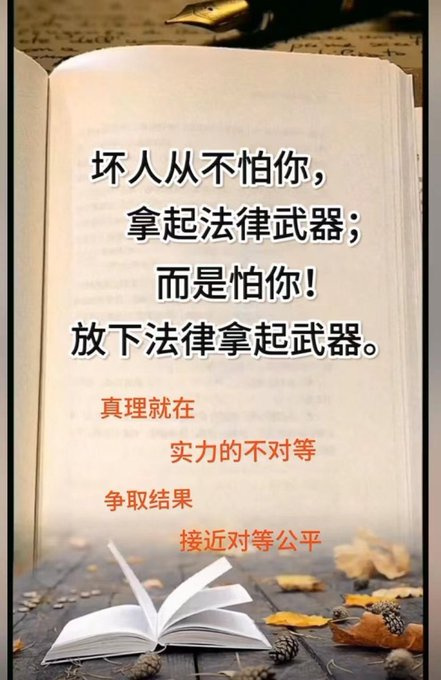 坏人从不怕你，
拿起法律武器；
而是怕你！
放下法律拿起武器。
真理就在
实力的不对等
争取结果
接近对等公平